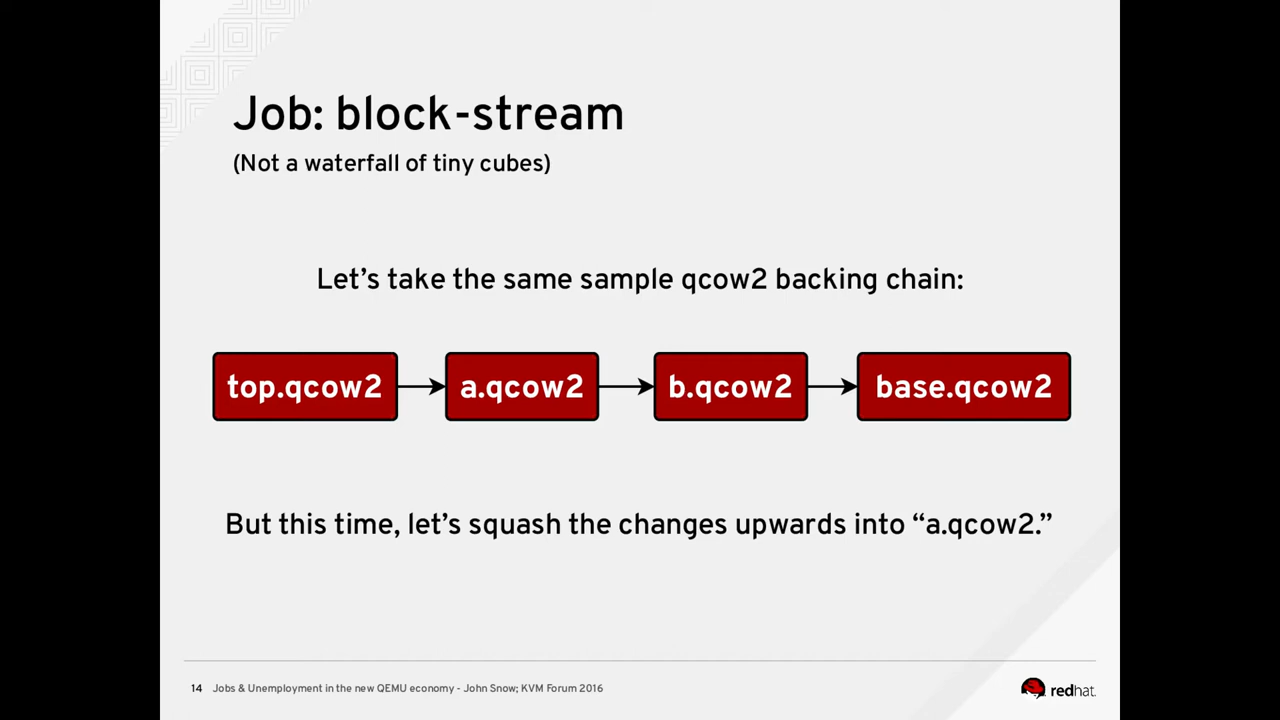 Job: block-stream
(Not a waterfall of tiny cubes)
Let's take the same sample qcow2 backing chain:
top.qcow2
a.qcow2
b.qcow2
base.qcow2
But this time, let's squash the changes upwards into “a.qcow2.”
14 Jobs & Unemployment in the new QEMU economy - John Snow; KVM Forum 2016
redhat.